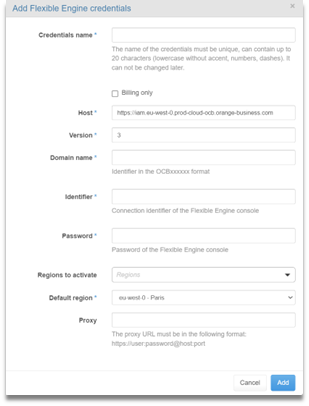 Add Flexible Engine credentials
×
Credentials name *
The name of the credentials must be unique, can contain up to
20 characters (towercase without accent, numbers, dashes). It
can not be changed later.
Billing only
Host * https://iam.eu-west-0.prod-cloud-ocb.orange-business.com
Version * 3
Domain name *
Identifier in the OCBxxxxxx format
Identifier *
Connection identifier of the Flexible Engine console
Password *
Password of the Flexible Engine console
Regions to activate Regions
Default region * eu-west-0 - Paris
Proxy
The proxy URL must be in the following format:
https://user:password@host:port
Cancel Add